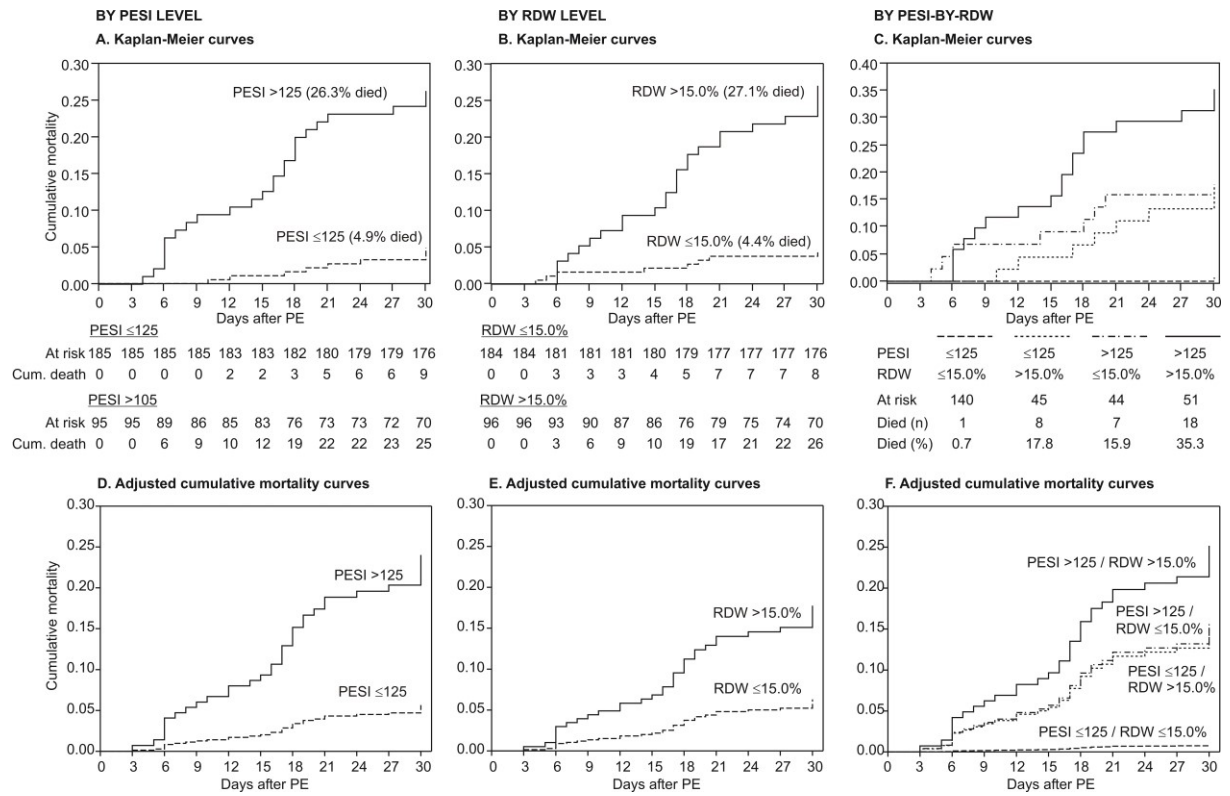 BY PESI LEVEL
A. Kaplan-Meier curves
0.30
0.25
0.20
0.15
0.10
0.05
0.00
Cumulative mortality
PESI >125 (26.3% died)
PESI ≤125 (4.9% died)
0 3 6 9 12 15 18 21 24 27 30
Days after PE
PESI ≤125
At risk 185 185 185 185 183 183 182 180 179 179 176
Cum. death 0 0 0 0 2 2 3 5 6 6 9
PESI >105
At risk 95 95 89 86 85 83 76 73 73 72 70
Cum. death 0 0 6 9 10 12 19 22 22 23 25
BY RDW LEVEL
B. Kaplan-Meier curves
0.30
0.25
0.20
0.15
0.10
0.05
0.00
RDW >15.0% (27.1% died)
RDW ≤15.0% (4.4% died)
0 3 6 9 12 15 18 21 24 27 30
Days after PE
RDW ≤15.0%
184 184 181 181 181 180 179 177 177 177 176
0 0 3 3 3 4 5 7 7 7 8
RDW >15.0%
96 96 93 90 87 86 76 79 75 74 70
0 0 3 6 9 10 19 17 21 22 26
BY PESI-BY-RDW
C. Kaplan-Meier curves
0.40
0.35
0.30
0.25
0.20
0.15
0.10
0.05
0.00
0 3 6 9 12 15 18 21 24 27 30
Days after PE
PESI ≤125 ≤125 >125 >125
RDW ≤15.0% >15.0% ≤15.0% >15.0%
At risk 140 45 44 51
Died (n) 1 8 7 18
Died (%) 0.7 17.8 15.9 35.3
D. Adjusted cumulative mortality curves
0.30
0.25
0.20
0.15
0.10
0.05
0.00
Cumulative mortality
PESI >125
PESI ≤125
0 3 6 9 12 15 18 21 24 27 30
Days after PE
E. Adjusted cumulative mortality curves
0.30
0.25
0.20
0.15
0.10
0.05
0.00
RDW >15.0%
RDW ≤15.0%
0 3 6 9 12 15 18 21 24 27 30
Days after PE
F. Adjusted cumulative mortality curves
0.30
0.25
0.20
0.15
0.10
0.05
0.00
PESI >125 / RDW >15.0%
PESI >125 /
RDW ≤15.0%
PESI ≤125 /
RDW >15.0%
PESI ≤125 / RDW ≤15.0%
0 3 6 9 12 15 18 21 24 27 30
Days after PE